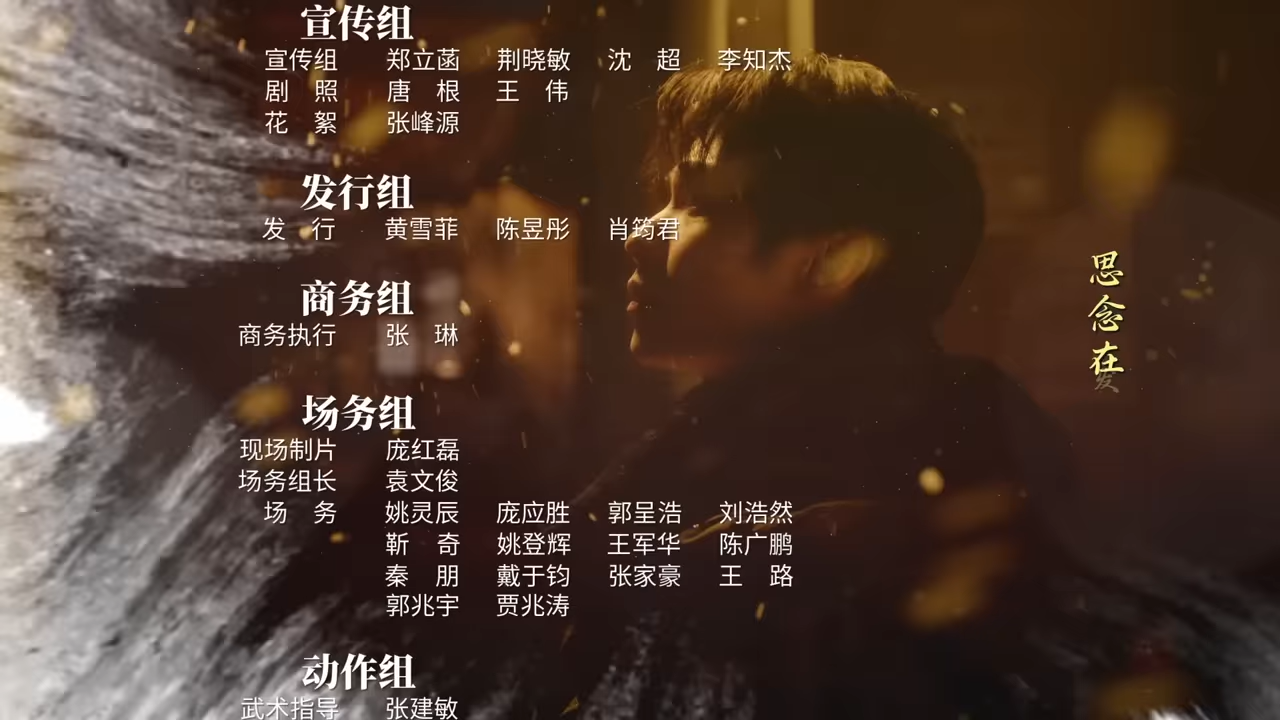 宣传组
宣传组 郑立菡 荆晓敏 沈 超 李知杰
剧 照 唐 根 王 伟
花 絮 张峰源
发行组
发 行 黄雪菲 陈昱彤 肖筠君
商务组
商务执行 张 琳
场务组
现场制片 庞红磊
场务组长 袁文俊
场 务 姚灵辰 庞应胜 郭呈浩 刘浩然
靳 奇 姚登辉 王军华 陈广鹏
秦 朋 戴于钧 张家豪 王 路
郭兆宇 贾兆涛
动作组
武术指导 张建敏
思念在发